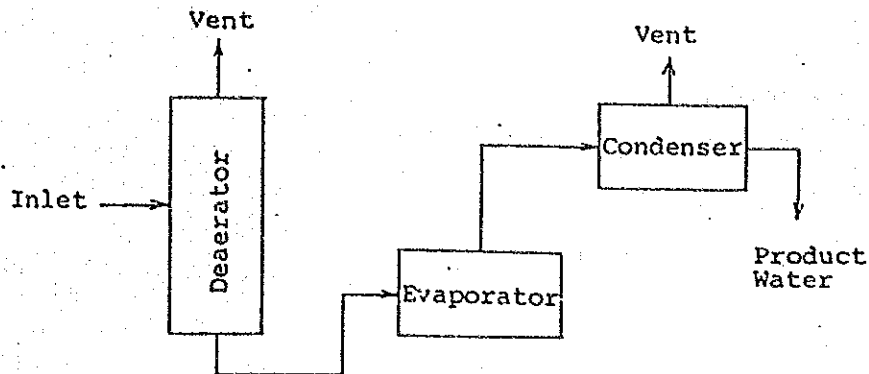 Vent
Vent
Condenser
Inlet
Deaerator
Product
Water
Evaporator